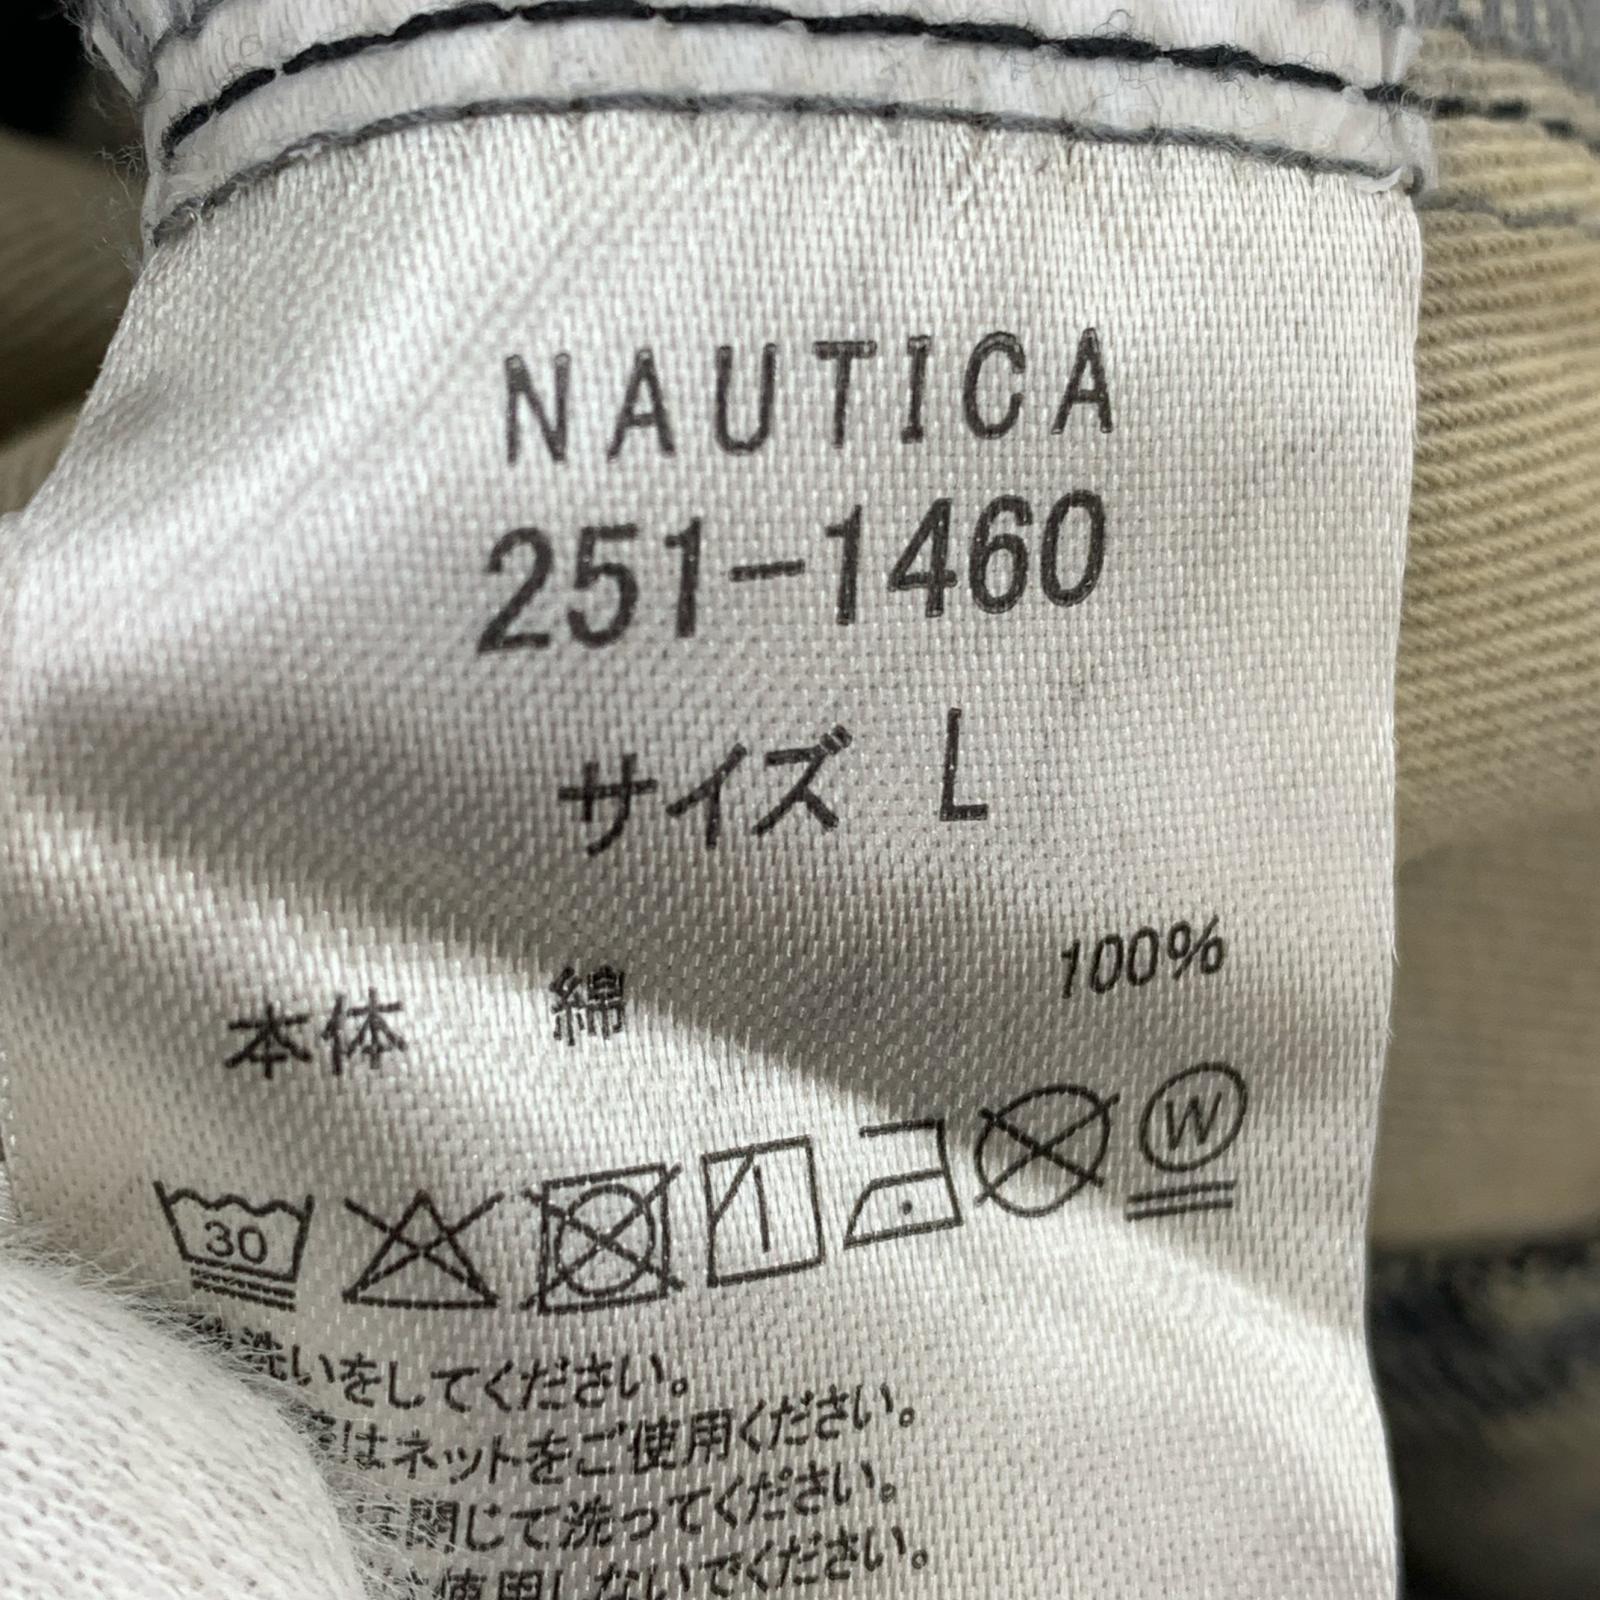 NAUTICA
251-1460
サイズ L
本体 綿 100%
30 W
洗いをしてください。
はネットをご使用ください。
閉じて洗ってください。
使用しないでください。